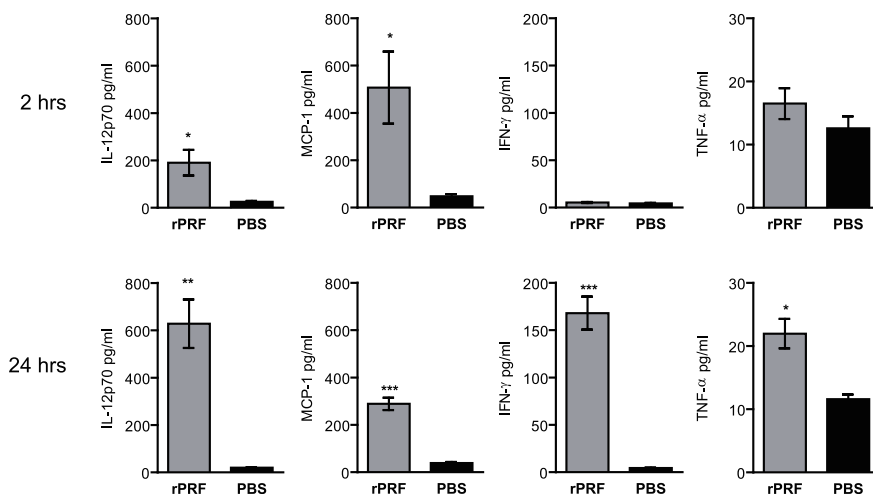 2 hrs
IL-12p70 pg/ml
800
600
400
200
0
*
rPRF PBS
MCP-1 pg/ml
800
600
400
200
0
*
rPRF PBS
IFN-γ pg/ml
200
150
100
50
0
rPRF PBS
TNF-α pg/ml
30
20
10
0
rPRF PBS
24 hrs
IL-12p70 pg/ml
800
600
400
200
0
**
rPRF PBS
MCP-1 pg/ml
800
600
400
200
0
***
rPRF PBS
IFN-γ pg/ml
200
150
100
50
0
***
rPRF PBS
TNF-α pg/ml
30
20
10
0
*
rPRF PBS